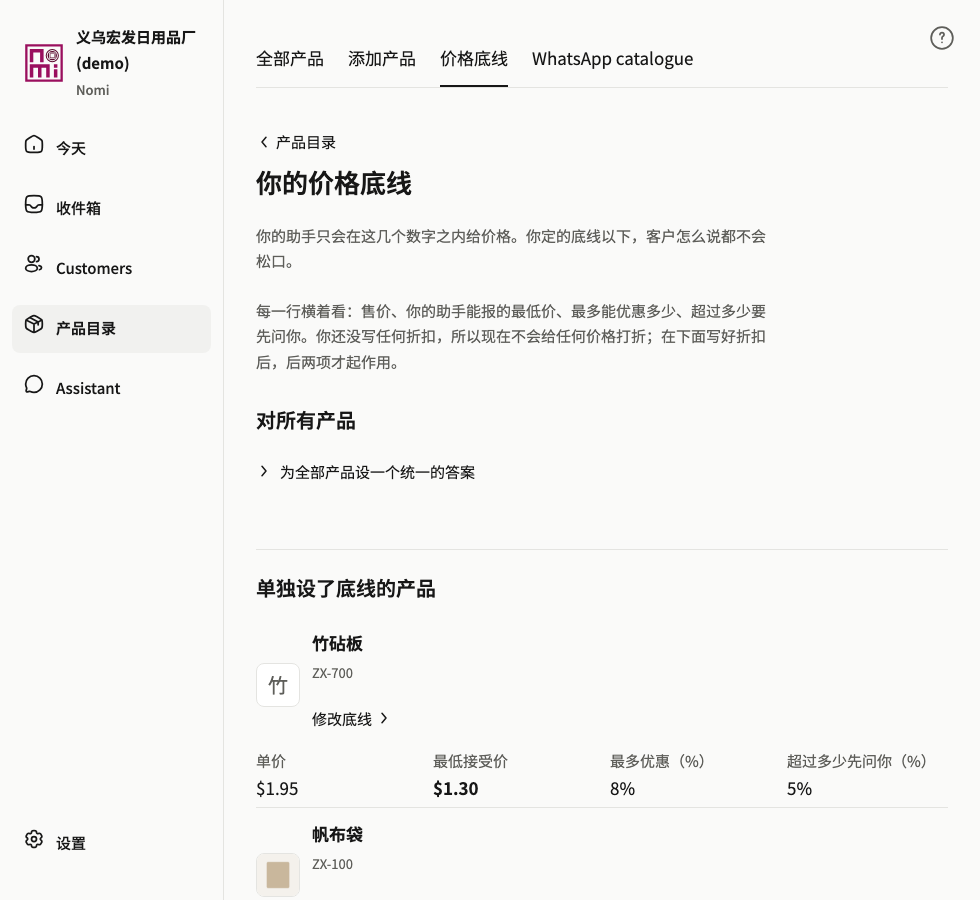 义乌宏发日用品厂
(demo)
Nomi
今天
收件箱
Customers
产品目录
Assistant
设置
全部产品
添加产品
价格底线
WhatsApp catalogue
?
产品目录
你的价格底线
你的助手只会在这几个数字之内给价格。你定的底线以下，客户怎么说都不会
松口。
每一行横着看：售价、你的助手能报的最低价、最多能优惠多少、超过多少要
先问你。你还没写任何折扣，所以现在不会给任何价格打折；在下面写好折扣
后，后两项才起作用。
对所有产品
为全部产品设一个统一的答案
单独设了底线的产品
竹
竹砧板
ZX-700
修改底线
单价
最低接受价
最多优惠（%）
超过多少先问你（%）
$1.95
$1.30
8%
5%
帆布袋
ZX-100